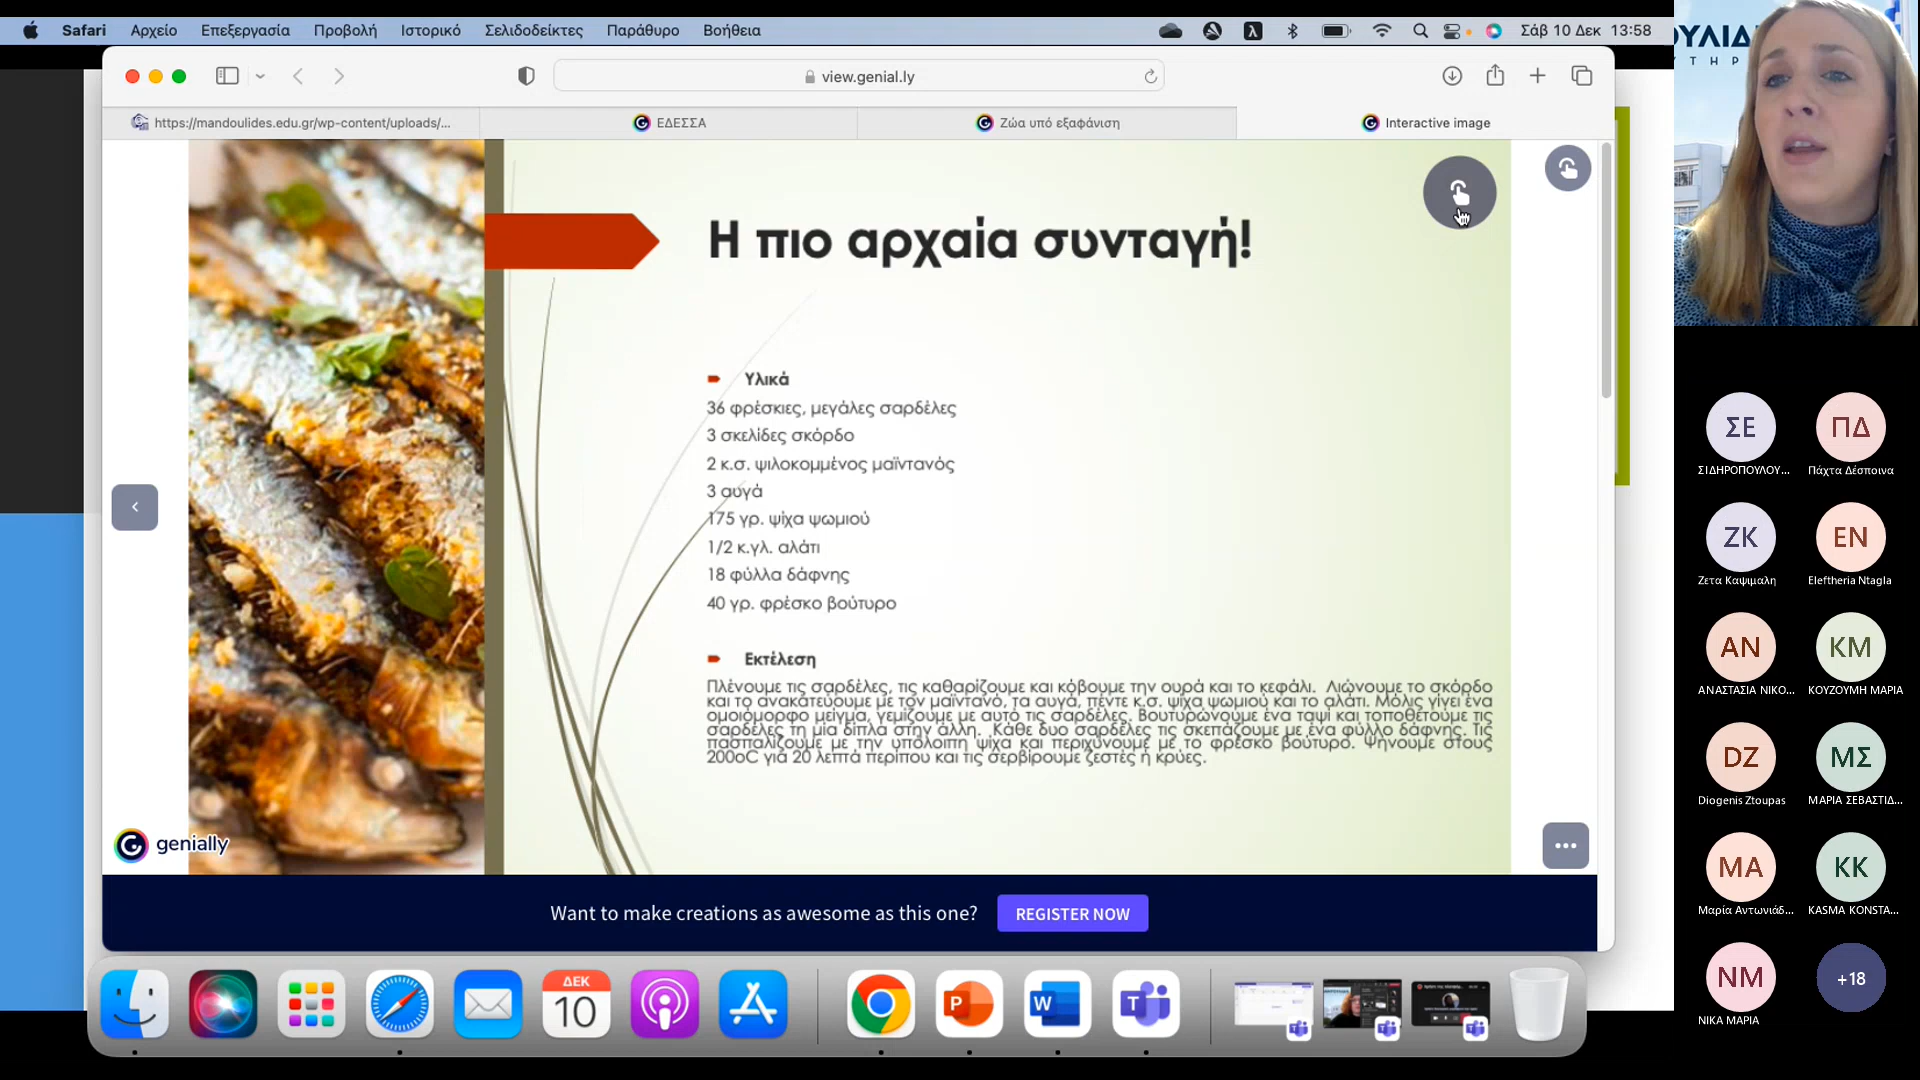 Safari Αρχείο Επεξεργασία Προβολή Ιστορικό Σελιδοδείκτες Παράθυρο Βοήθεια
Σάβ 10 Δεκ 13:58
view.genial.ly
https://mandoulides.edu.gr/wp-content/uploads/...
ΕΔΕΣΣΑ
Ζώα υπό εξαφάνιση
Interactive image
Η πιο αρχαία συνταγή!
Υλικά
36 φρέσκιες, μεγάλες σαρδέλες
3 σκελίδες σκόρδο
2 κ.σ. ψιλοκομμένος μαϊντανός
3 αυγά
175 γρ. ψίχα ψωμιού
1/2 κ.γλ. αλάτι
18 φύλλα δάφνης
40 γρ. φρέσκο βούτυρο
Εκτέλεση
Πλένουμε τις σαρδέλες, τις καθαρίζουμε και κόβουμε την ουρά και το κεφάλι. Λιώνουμε το σκόρδο
και το ανακατεύουμε με τον μαϊντανό, τα αυγά, πέντε κ.σ. ψίχα ψωμιού και το αλάτι. Μόλις γίνει ένα
ομοιόμορφο μείγμα, γεμίζουμε με αυτό τις σαρδέλες. Βουτυρώνουμε ένα ταψί και τοποθετούμε τις
σαρδέλες τη μία δίπλα στην άλλη. Κάθε δυο σαρδέλες τις σκεπάζουμε με ένα φύλλο δάφνης. Τις
πασπαλίζουμε με την υπόλοιπη ψίχα και περιχύνουμε με το φρέσκο βούτυρο. Ψήνουμε στους
200οC γιά 20 λεπτά περίπου και τις σερβίρουμε ζεστές ή κρύες.
genially
Want to make creations as awesome as this one?
REGISTER NOW
ΔΕΚ
10
ΣΕ
ΣΙΔΗΡΟΠΟΥΛΟΥ...
ΠΔ
Πάχτα Δέσποινα
ΖΚ
Ζετα Καψιμαλη
EN
Eleftheria Ntagla
ΑΝ
ΑΝΑΣΤΑΣΙΑ ΝΙΚΟ...
ΚΜ
ΚΟΥΖΟΥΜΗ ΜΑΡΙΑ
DZ
Diogenis Ztoupas
ΜΣ
ΜΑΡΙΑ ΣΕΒΑΣΤΙΔ...
ΜΑ
Μαρία Αντωνιάδ...
KK
KASMA KONSTA...
ΝΜ
ΝΙΚΑ ΜΑΡΙΑ
+18